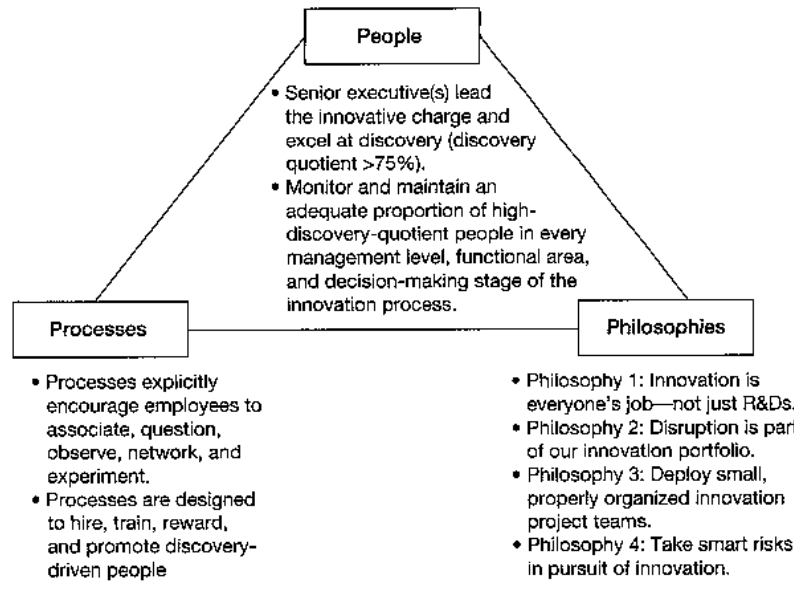 People
• Senior executive(s) lead
the innovative charge and
excel at discovery (discovery
quotient >75%).
• Monitor and maintain an
adequate proportion of high-
discovery-quotient people in every
management level, functional area,
and decision-making stage of the
innovation process.
Processes
• Processes explicitly
encourage employees to
associate, question,
observe, network, and
experiment.
• Processes are designed
to hire, train, reward,
and promote discovery-
driven people
Philosophies
• Philosophy 1: Innovation is
everyone's job—not just R&Ds.
• Philosophy 2: Disruption is part
of our innovation portfolio.
• Philosophy 3: Deploy small,
properly organized innovation
project teams.
• Philosophy 4: Take smart risks
in pursuit of innovation.